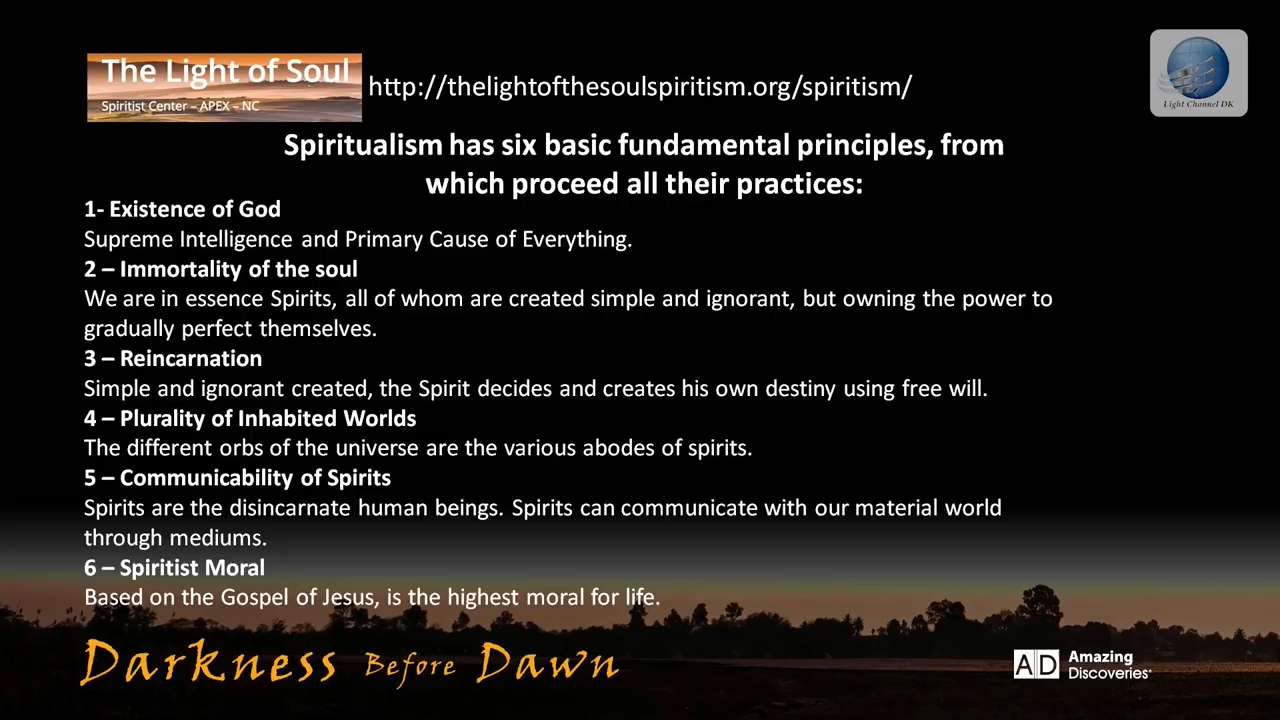 The Light of Soul
Spiritist Center – APEX – NC
http://thelightofthesoulspiritism.org/spiritism/
Light Channel DK
Spiritualism has six basic fundamental principles, from
which proceed all their practices:
1- Existence of God
Supreme Intelligence and Primary Cause of Everything.
2 – Immortality of the soul
We are in essence Spirits, all of whom are created simple and ignorant, but owning the power to
gradually perfect themselves.
3 – Reincarnation
Simple and ignorant created, the Spirit decides and creates his own destiny using free will.
4 – Plurality of Inhabited Worlds
The different orbs of the universe are the various abodes of spirits.
5 – Communicability of Spirits
Spirits are the disincarnate human beings. Spirits can communicate with our material world
through mediums.
6 – Spiritist Moral
Based on the Gospel of Jesus, is the highest moral for life.
Darkness Before Dawn
AD Amazing
Discoveries